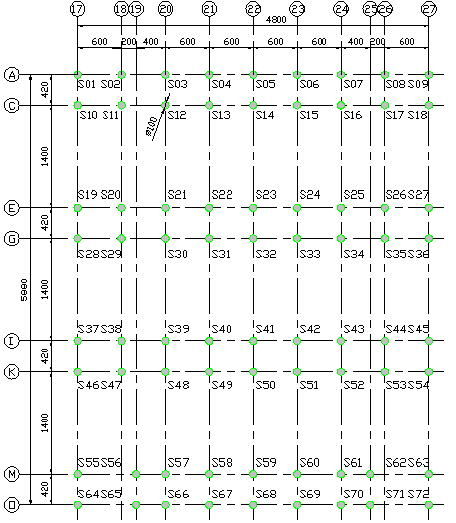 17 18 19 20 21 22 23 24 25 26 27
4800
600 200 400 600 600 600 600 400 200 600
A
S01 S02 S03 S04 S05 S06 S07 S08 S09
420
C
S10 S11 S12 S13 S14 S15 S16 S17 S18
ø100
1400
S19 S20 S21 S22 S23 S24 S25 S26 S27
E
420
G
S28 S29 S30 S31 S32 S33 S34 S35 S36
5880
1400
S37 S38 S39 S40 S41 S42 S43 S44 S45
I
420
K
S46 S47 S48 S49 S50 S51 S52 S53 S54
1400
S55 S56 S57 S58 S59 S60 S61 S62 S63
M
420
S64 S65 S66 S67 S68 S69 S70 S71 S72
O